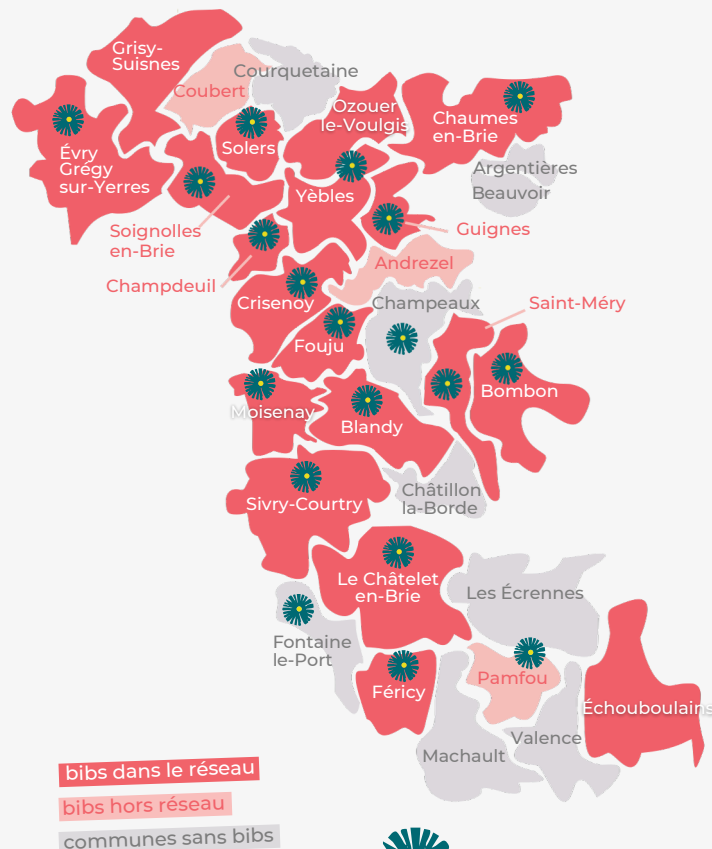 Grisy-
Suisnes
Coubert
Courquetaine
Ozouer
le-Voulgis
Chaumes
en-Brie
Évry
Grégy
sur-Yerres
Solers
Argentières
Beauvoir
Yèbles
Soignolles
en-Brie
Guignes
Andrezel
Champdeuil
Crisenoy
Champeaux
Saint-Méry
Fouju
Bombon
Moisenay
Blandy
Sivry-Courtry
Châtillon
la-Borde
Le Châtelet
en-Brie
Les Écrennes
Fontaine
le-Port
Féricy
Pamfou
Échouboulains
Valence
Machault
bibs dans le réseau
bibs hors réseau
communes sans bibs